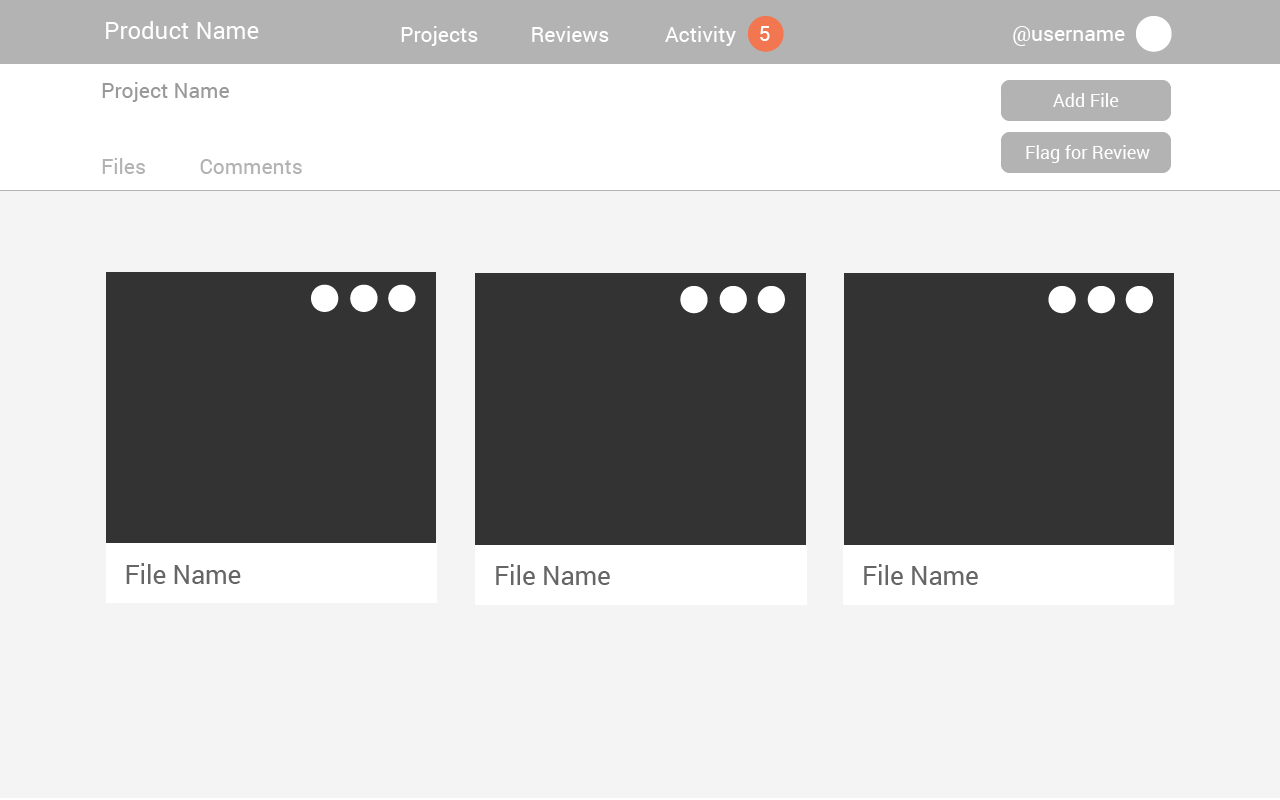 Product Name
Projects
Reviews
Activity 5
@username
Project Name
Add File
Flag for Review
Files
Comments
File Name
File Name
File Name